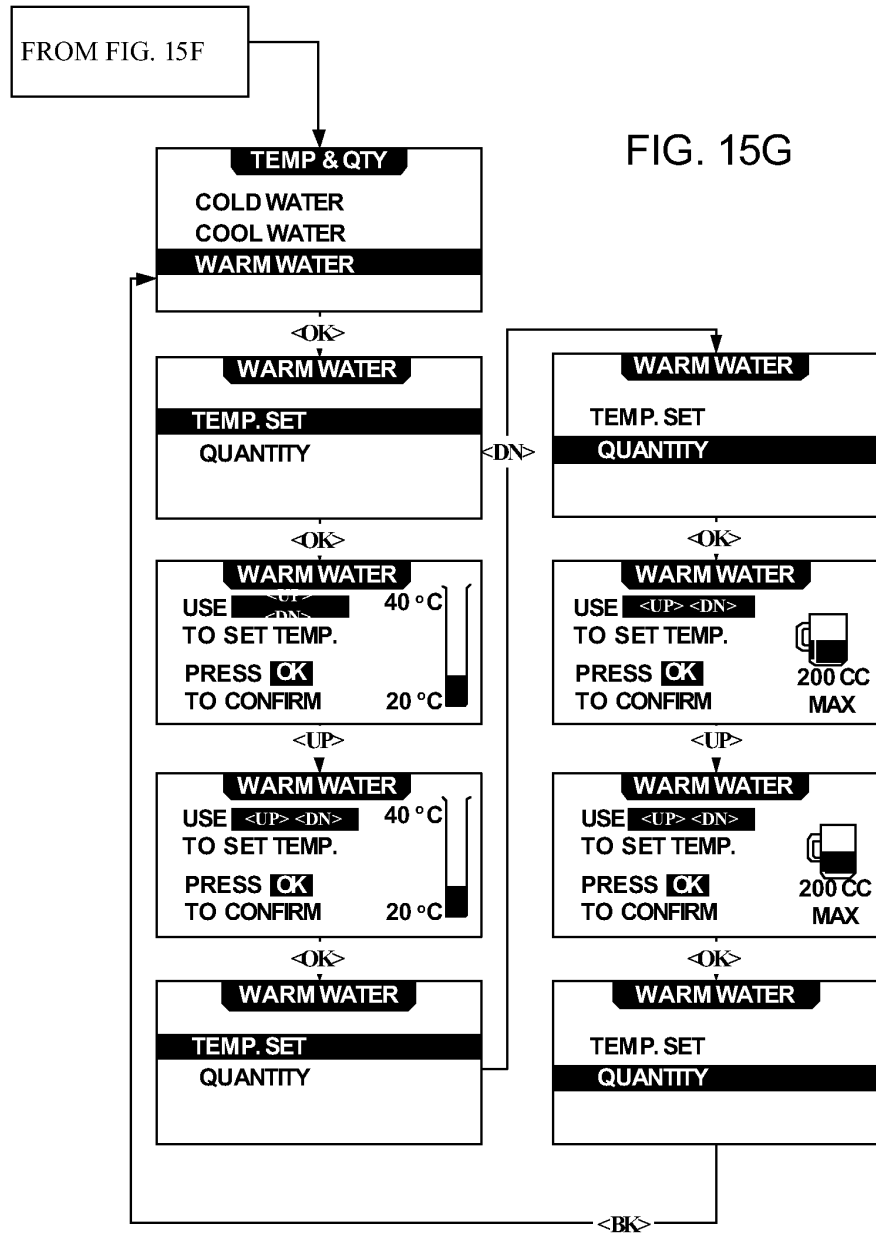 FROM FIG. 15F
FIG. 15G
TEMP & QTY
COLD WATER
COOL WATER
WARM WATER
<OK>
WARM WATER
TEMP. SET
QUANTITY
<OK>
WARM WATER
USE <UP>
<DN>
40 °C
TO SET TEMP.
PRESS OK
TO CONFIRM
20 °C
<UP>
WARM WATER
USE <UP> <DN>
40 °C
TO SET TEMP.
PRESS OK
TO CONFIRM
20 °C
<OK>
WARM WATER
TEMP. SET
QUANTITY
<DN>
WARM WATER
TEMP. SET
QUANTITY
<OK>
WARM WATER
USE <UP> <DN>
TO SET TEMP.
PRESS OK
TO CONFIRM
200 CC
MAX
<UP>
WARM WATER
USE <UP> <DN>
TO SET TEMP.
PRESS OK
TO CONFIRM
200 CC
MAX
<OK>
WARM WATER
TEMP. SET
QUANTITY
<BK>